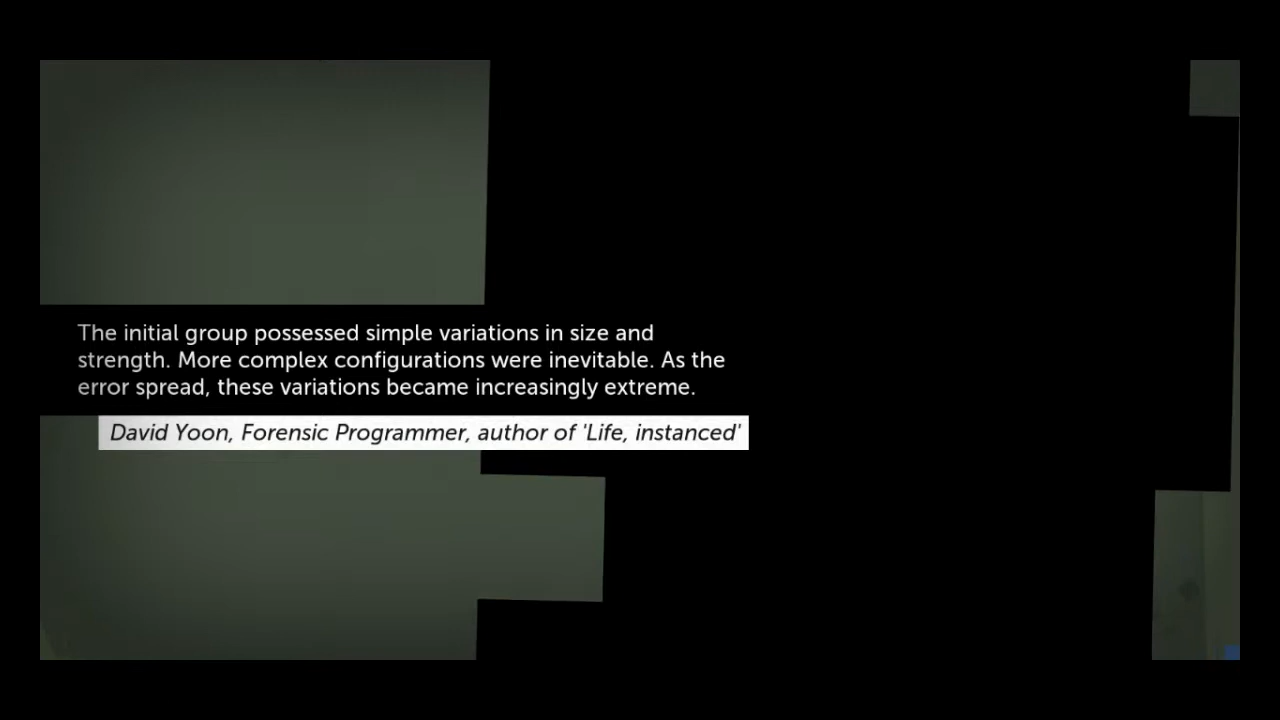 The initial group possessed simple variations in size and
strength. More complex configurations were inevitable. As the
error spread, these variations became increasingly extreme.
David Yoon, Forensic Programmer, author of 'Life, instanced'